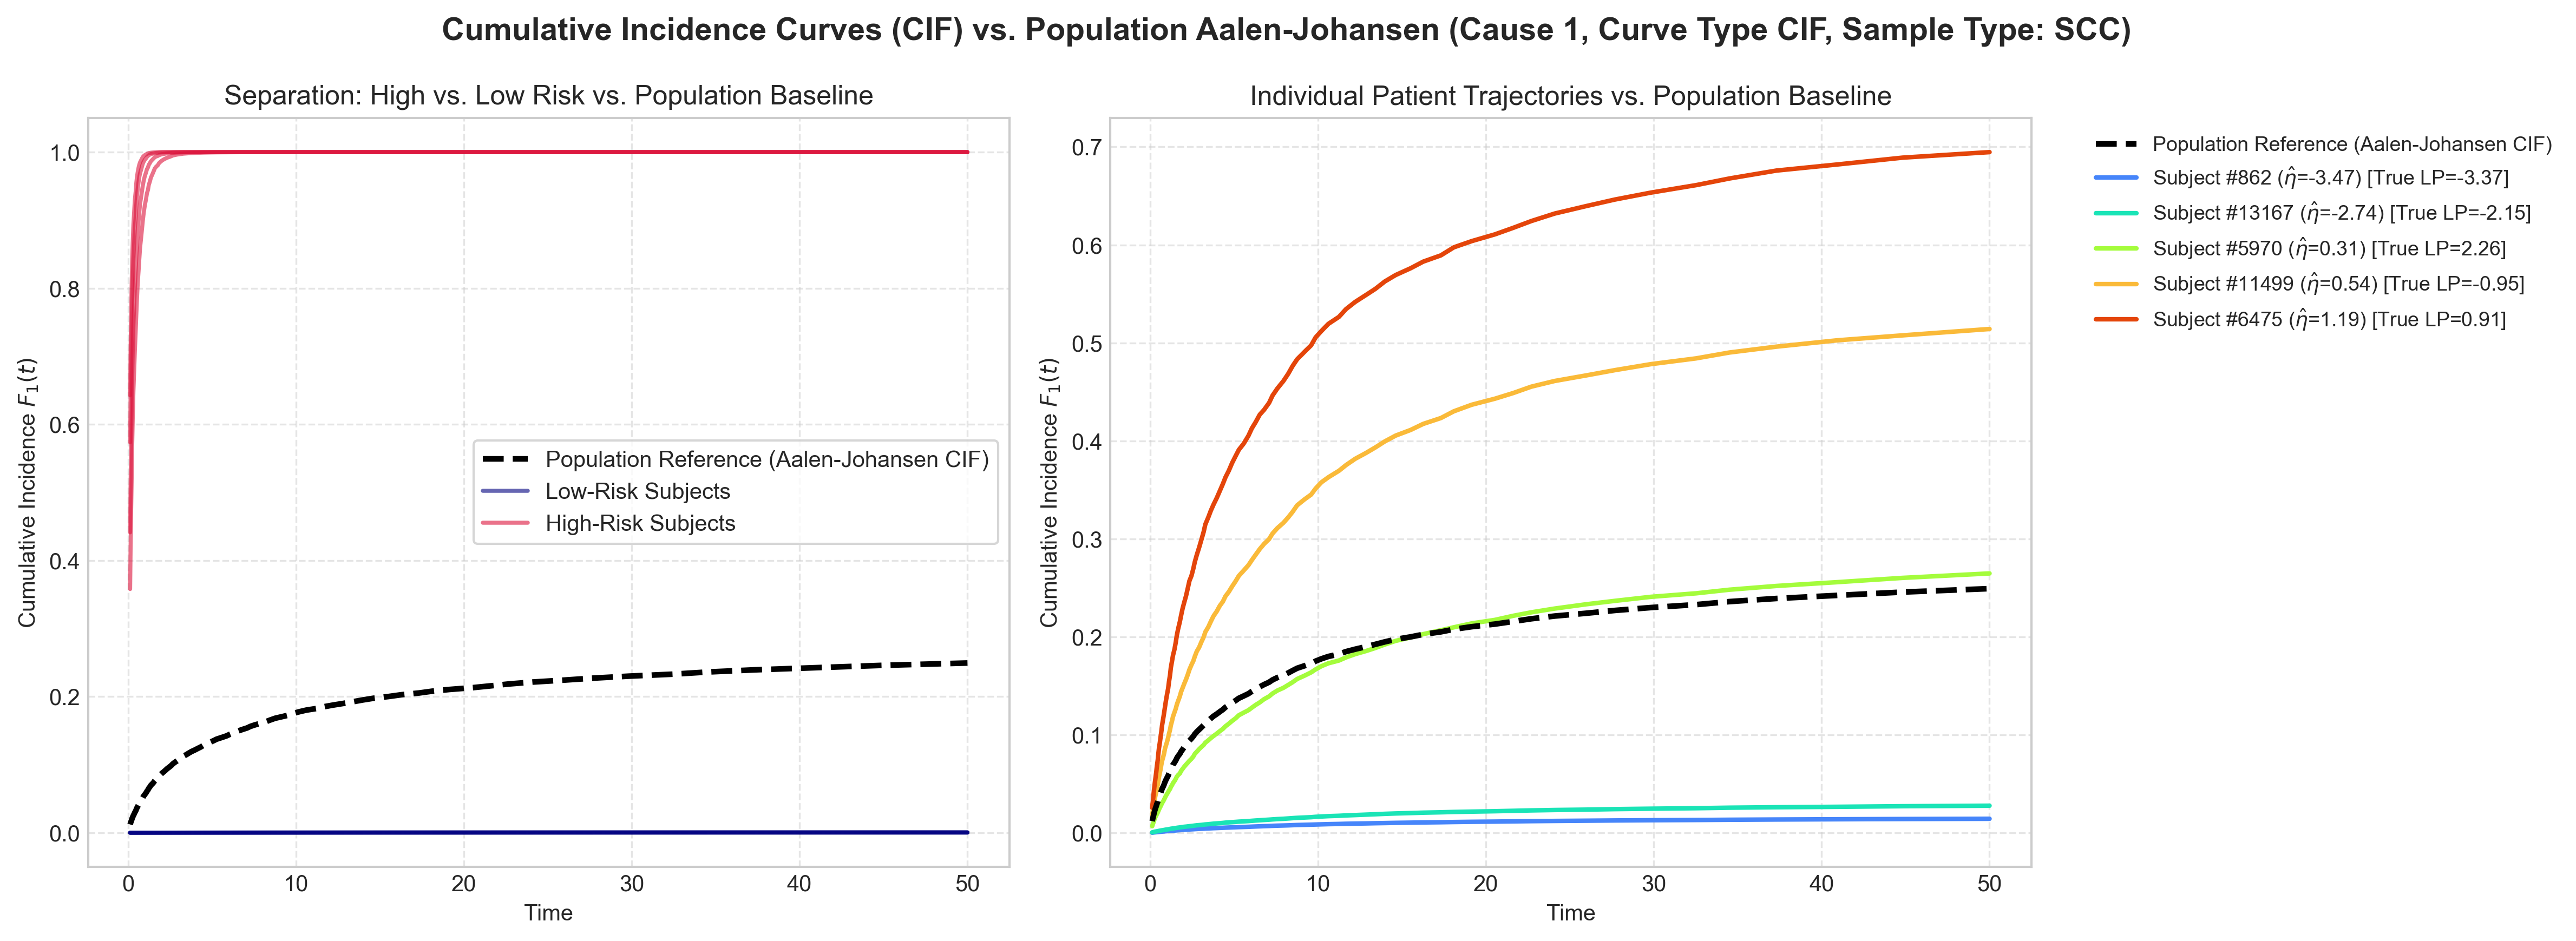 Cumulative Incidence Curves (CIF) vs. Population Aalen-Johansen (Cause 1, Curve Type CIF, Sample Type: SCC)
Separation: High vs. Low Risk vs. Population Baseline
1.0
0.8
0.6
0.4
0.2
0.0
Cumulative Incidence F₁(t)
Population Reference (Aalen-Johansen CIF)
Low-Risk Subjects
High-Risk Subjects
0 10 20 30 40 50
Time
Individual Patient Trajectories vs. Population Baseline
0.7
0.6
0.5
0.4
0.3
0.2
0.1
0.0
Cumulative Incidence F₁(t)
0 10 20 30 40 50
Time
Population Reference (Aalen-Johansen CIF)
Subject #862 (η̂=-3.47) [True LP=-3.37]
Subject #13167 (η̂=-2.74) [True LP=-2.15]
Subject #5970 (η̂=0.31) [True LP=2.26]
Subject #11499 (η̂=0.54) [True LP=-0.95]
Subject #6475 (η̂=1.19) [True LP=0.91]